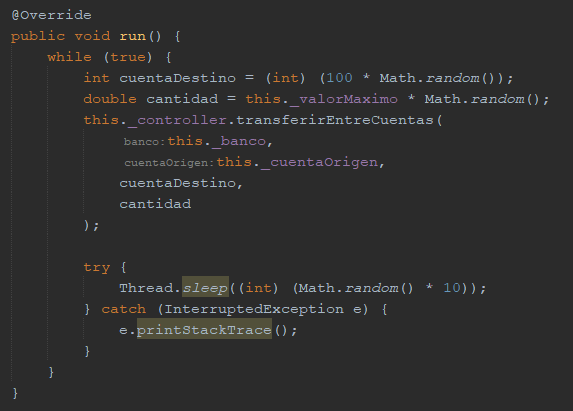 @Override
public void run() {
    while (true) {
        int cuentaDestino = (int) (100 * Math.random());
        double cantidad = this._valorMaximo * Math.random();
        this._controller.transferirEntreCuentas(
            banco:this._banco,
            cuentaOrigen:this._cuentaOrigen,
            cuentaDestino,
            cantidad
        );
        try {
            Thread.sleep((int) (Math.random() * 10));
        } catch (InterruptedException e) {
            e.printStackTrace();
        }
    }
}